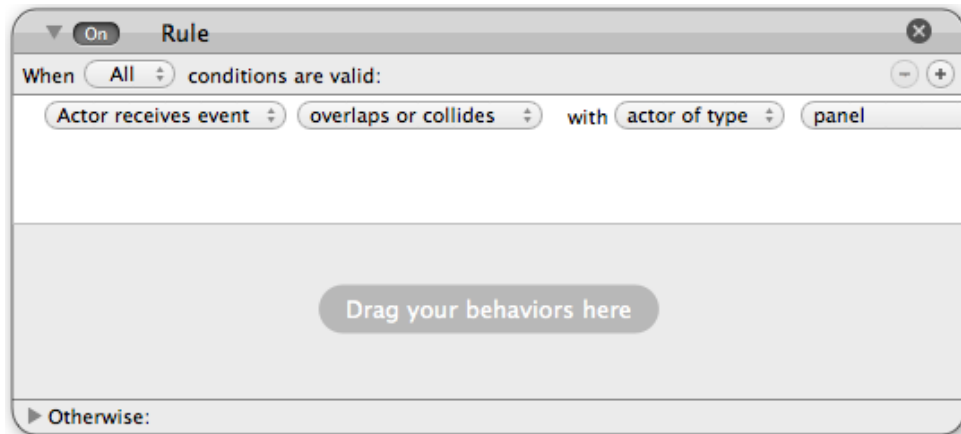 On Rule
When All conditions are valid:
Actor receives event overlaps or collides with actor of type panel
Drag your behaviors here
Otherwise: